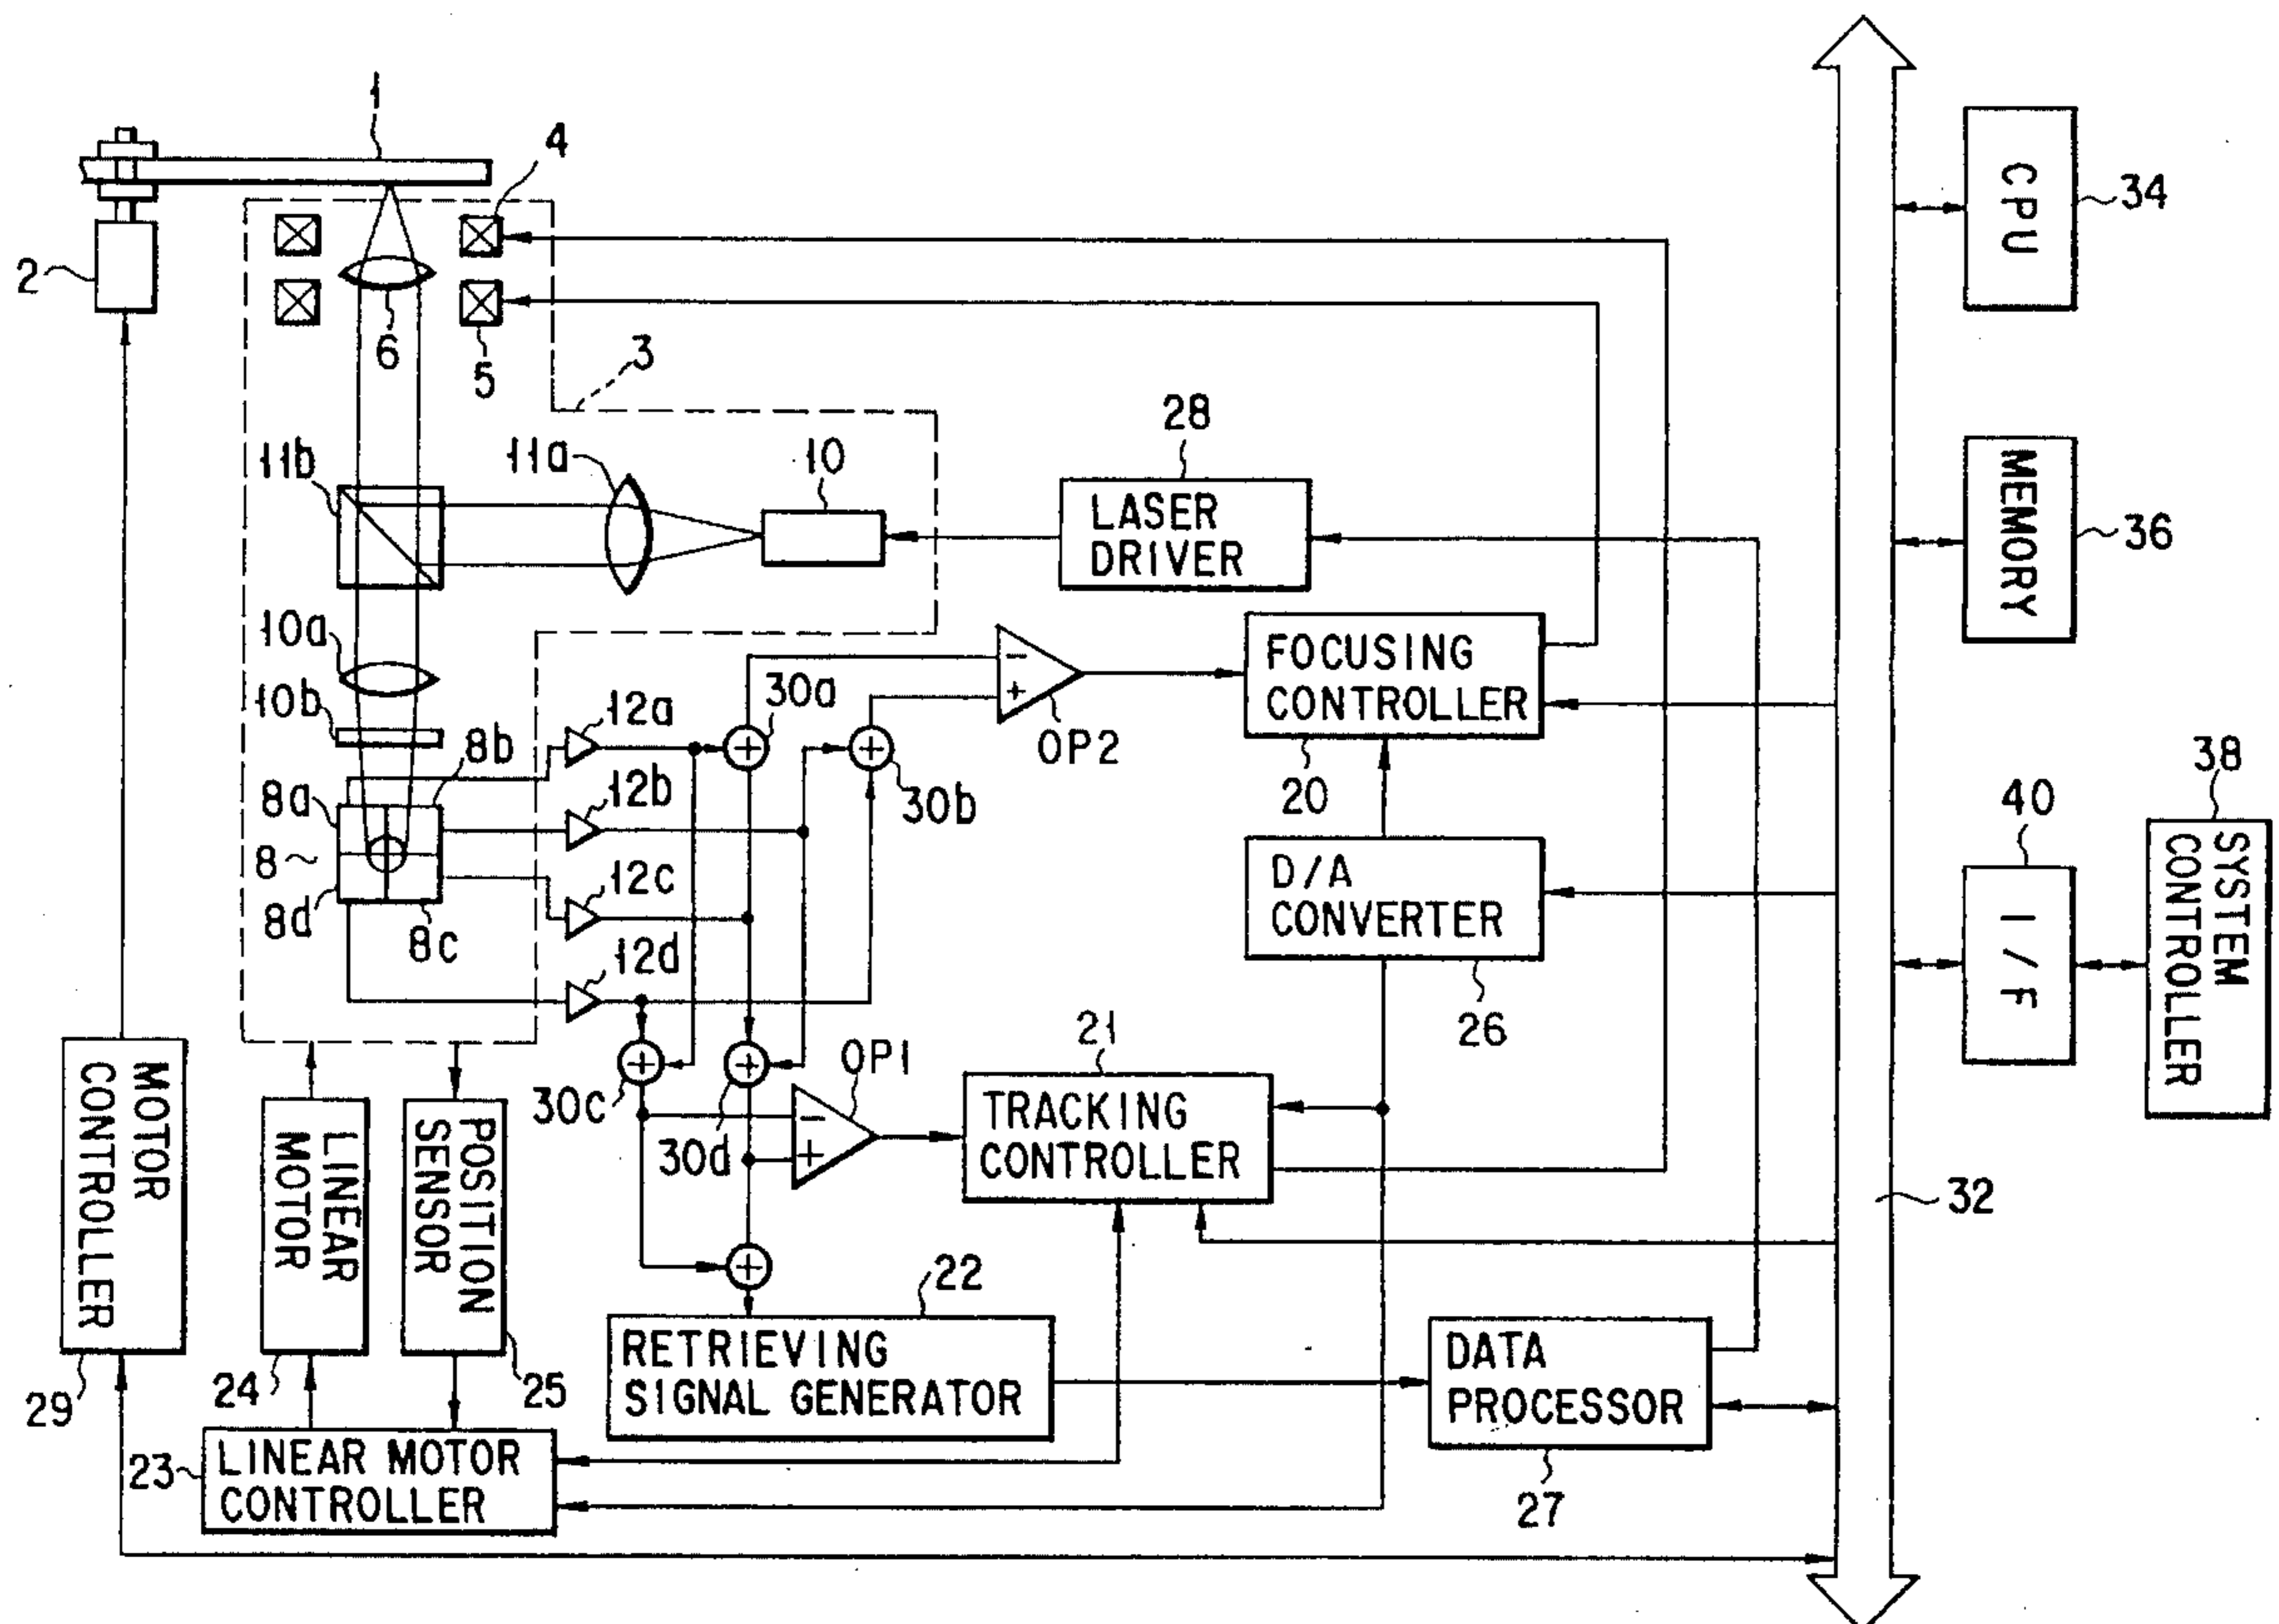 1
4
2
6
5
3
CPU
34
28
11b
11a
10
LASER
DRIVER
MEMORY
36
10a
FOCUSING
CONTROLLER
20
10b
12a
30a
OP2
8b
8a
12b
30b
8
8d
8c
12c
D/A
CONVERTER
26
38
40
I/F
SYSTEM
CONTROLLER
12d
21
OP1
30c
30d
TRACKING
CONTROLLER
MOTOR
CONTROLLER
29
LINEAR
MOTOR
24
POSITION
SENSOR
25
32
22
RETRIEVING
SIGNAL GENERATOR
DATA
PROCESSOR
27
23
LINEAR MOTOR
CONTROLLER